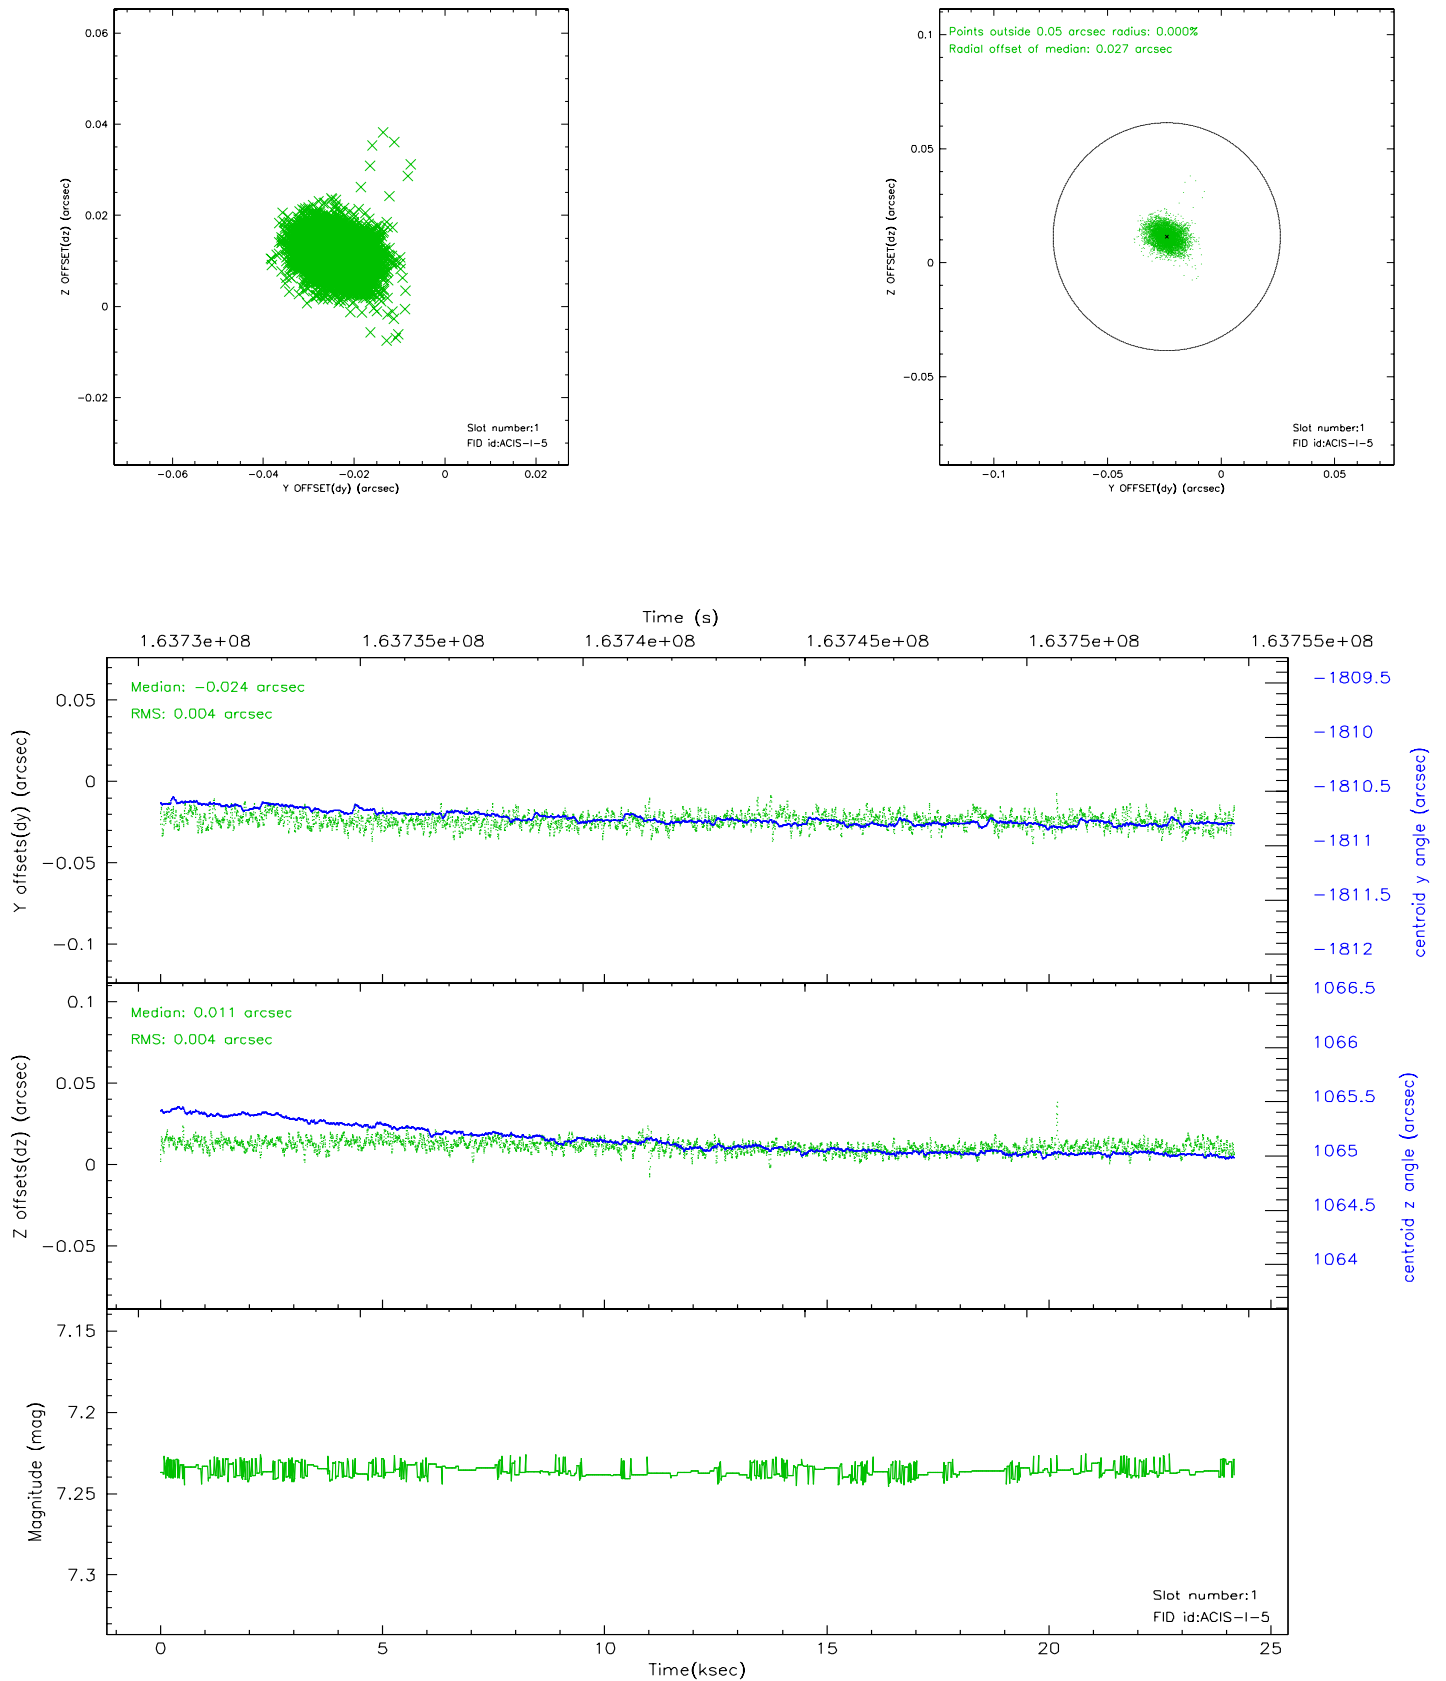 0.06
0.04
0.02
0
-0.02
Z OFFSET(dz) (arcsec)
Slot number:1
FID id:ACIS-I-5
-0.06 -0.04 -0.02 0 0.02
Y OFFSET(dy) (arcsec)
Points outside 0.05 arcsec radius: 0.000%
Radial offset of median: 0.027 arcsec
0.1
0.05
0
-0.05
Z OFFSET(dz) (arcsec)
Slot number:1
FID id:ACIS-I-5
-0.1 -0.05 0 0.05
Y OFFSET(dy) (arcsec)
Time (s)
1.6373e+08 1.63735e+08 1.6374e+08 1.63745e+08 1.6375e+08 1.63755e+08
Median: -0.024 arcsec
RMS: 0.004 arcsec
0.05
0
-0.05
-0.1
Y offsets(dy) (arcsec)
-1809.5
-1810
-1810.5
-1811
-1811.5
-1812
centroid y angle (arcsec)
Median: 0.011 arcsec
RMS: 0.004 arcsec
0.1
0.05
0
-0.05
Z offsets(dz) (arcsec)
1066.5
1066
1065.5
1065
1064.5
1064
centroid z angle (arcsec)
7.15
7.2
7.25
7.3
Magnitude (mag)
Slot number:1
FID id:ACIS-I-5
0 5 10 15 20 25
Time(ksec)